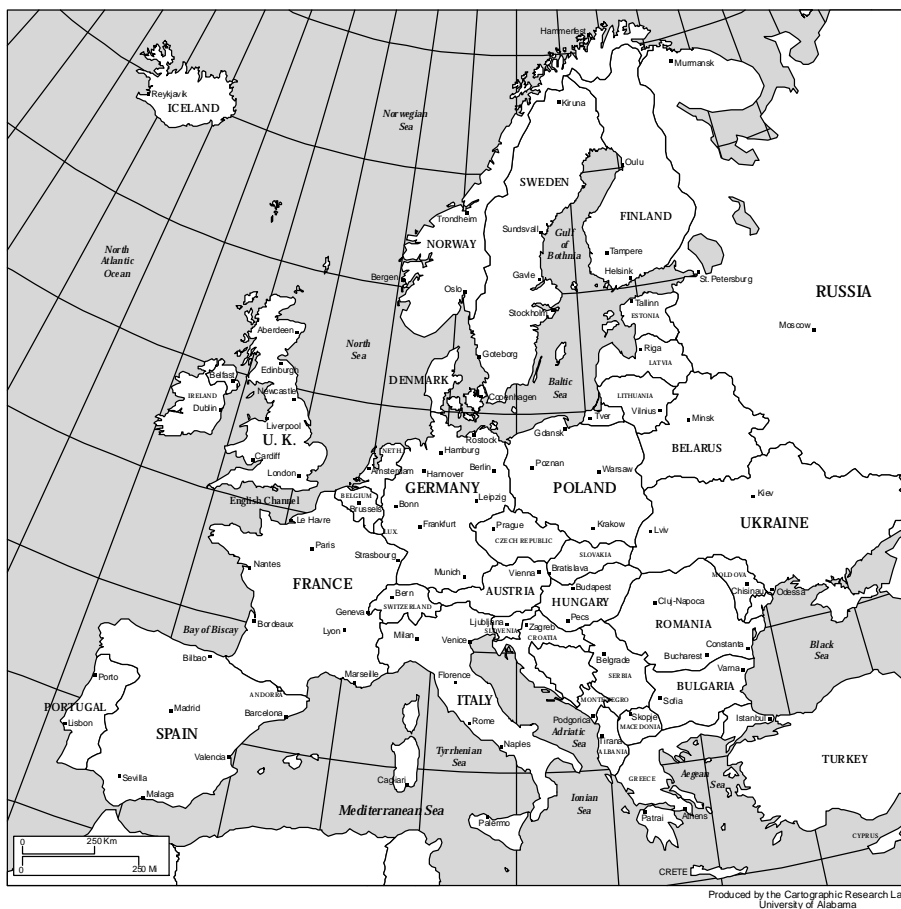 Hammerfest
Murmansk
Reykjavik
ICELAND
Kiruna
Norwegian
Sea
Oulu
SWEDEN
FINLAND
Trondheim
NORWAY
Sundsvall
Gulf
of
Bothnia
North
Atlantic
Ocean
Tampere
Helsink
Bergen
Gavle
St. Petersburg
Oslo
RUSSIA
Tallinn
ESTONIA
Stockholm
Moscow
Aberdeen
North
Sea
Riga
LATVIA
Goteborg
Edinburgh
Belfast
DENMARK
Baltic
Sea
IRELAND
Newcastle
Copenhagen
LITHUANIA
Dublin
Vilnius
Tver
Minsk
Liverpool
U. K.
Gdansk
Rostock
BELARUS
Cardiff
NETH.
Hamburg
London
Amsterdam
Hannover
Berlin
Poznan
Warsaw
GERMANY
POLAND
English Channel
BELGIUM
Brussels
Leipzig
Kiev
Bonn
Le Havre
UKRAINE
LUX.
Frankfurt
Prague
Krakow
Lviv
CZECH REPUBLIC
Paris
Strasbourg
SLOVAKIA
Nantes
Munich
Vienna
Bratislava
MOLDOVA
FRANCE
AUSTRIA
Budapest
Chisinau
Odessa
Bern
HUNGARY
Cluj-Napoca
SWITZERLAND
Geneva
Bordeaux
Ljubljana
Zagreb
Pecs
ROMANIA
Bay of Biscay
Lyon
Milan
SLOVENIA
CROATIA
Venice
Constanta
Black
Sea
Bilbao
Belgrade
Bucharest
SERBIA
Varna
Porto
Marseille
Florence
BULGARIA
ANDORRA
PORTUGAL
Madrid
Barcelona
ITALY
MONTENEGRO
Sofia
Lisbon
Rome
Podgorica
Skopje
Istanbul
MACEDONIA
SPAIN
Adriatic
Sea
Tirana
ALBANIA
Naples
Tyrrhenian
Sea
Valencia
TURKEY
Sevilla
Cagliari
GREECE
Aegean
Sea
Malaga
Mediterranean Sea
Ionian
Sea
Patrai
Athens
Palermo
CYPRUS
0 250 Km
0 250 Mi
CRETE
Produced by the Cartographic Research La
University of Alabama